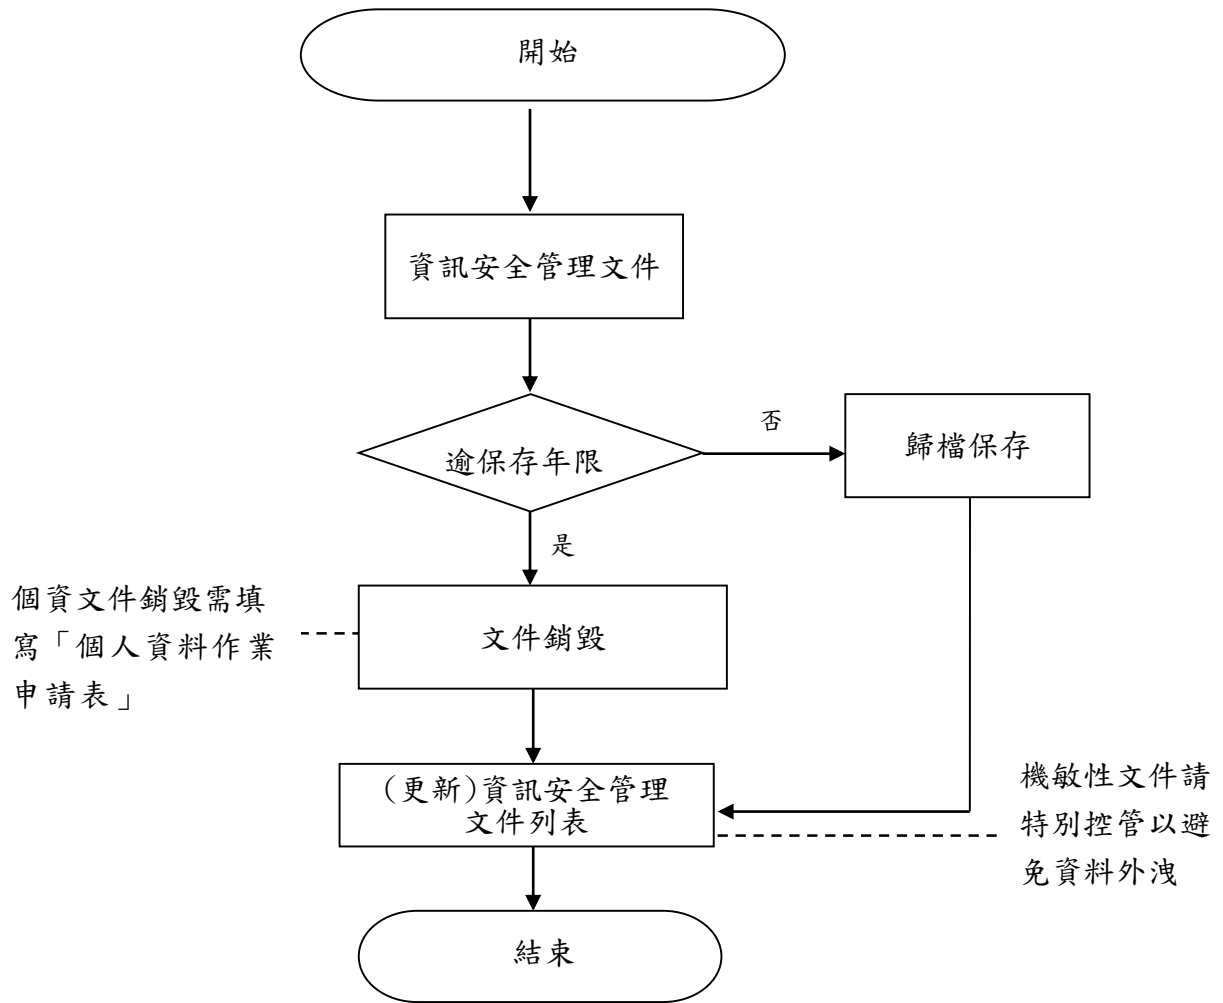 開始
資訊安全管理文件
逾保存年限
否
歸檔保存
是
個資文件銷毀需填
寫「個人資料作業
申請表」
文件銷毀
(更新)資訊安全管理
文件列表
機敏性文件請
特別控管以避
免資料外洩
結束